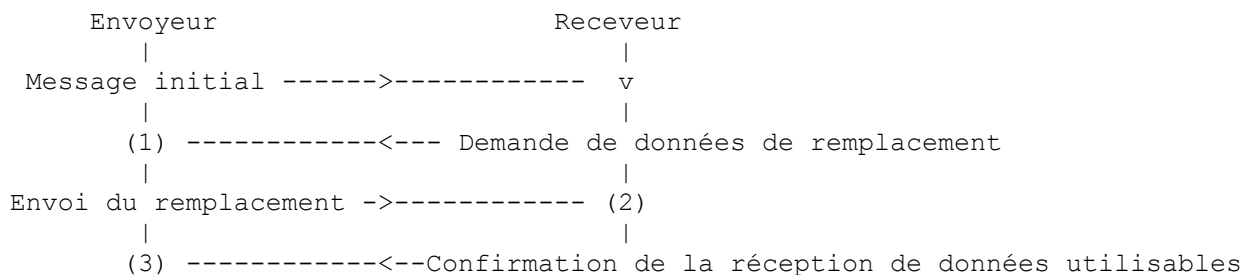 Envoyeur Receveur
| |
Message initial ------>------------ v
| |
(1) ------------<--- Demande de données de remplacement
| |
Envoi du remplacement ->------------ (2)
| |
(3) ------------<--Confirmation de la réception de données utilisables